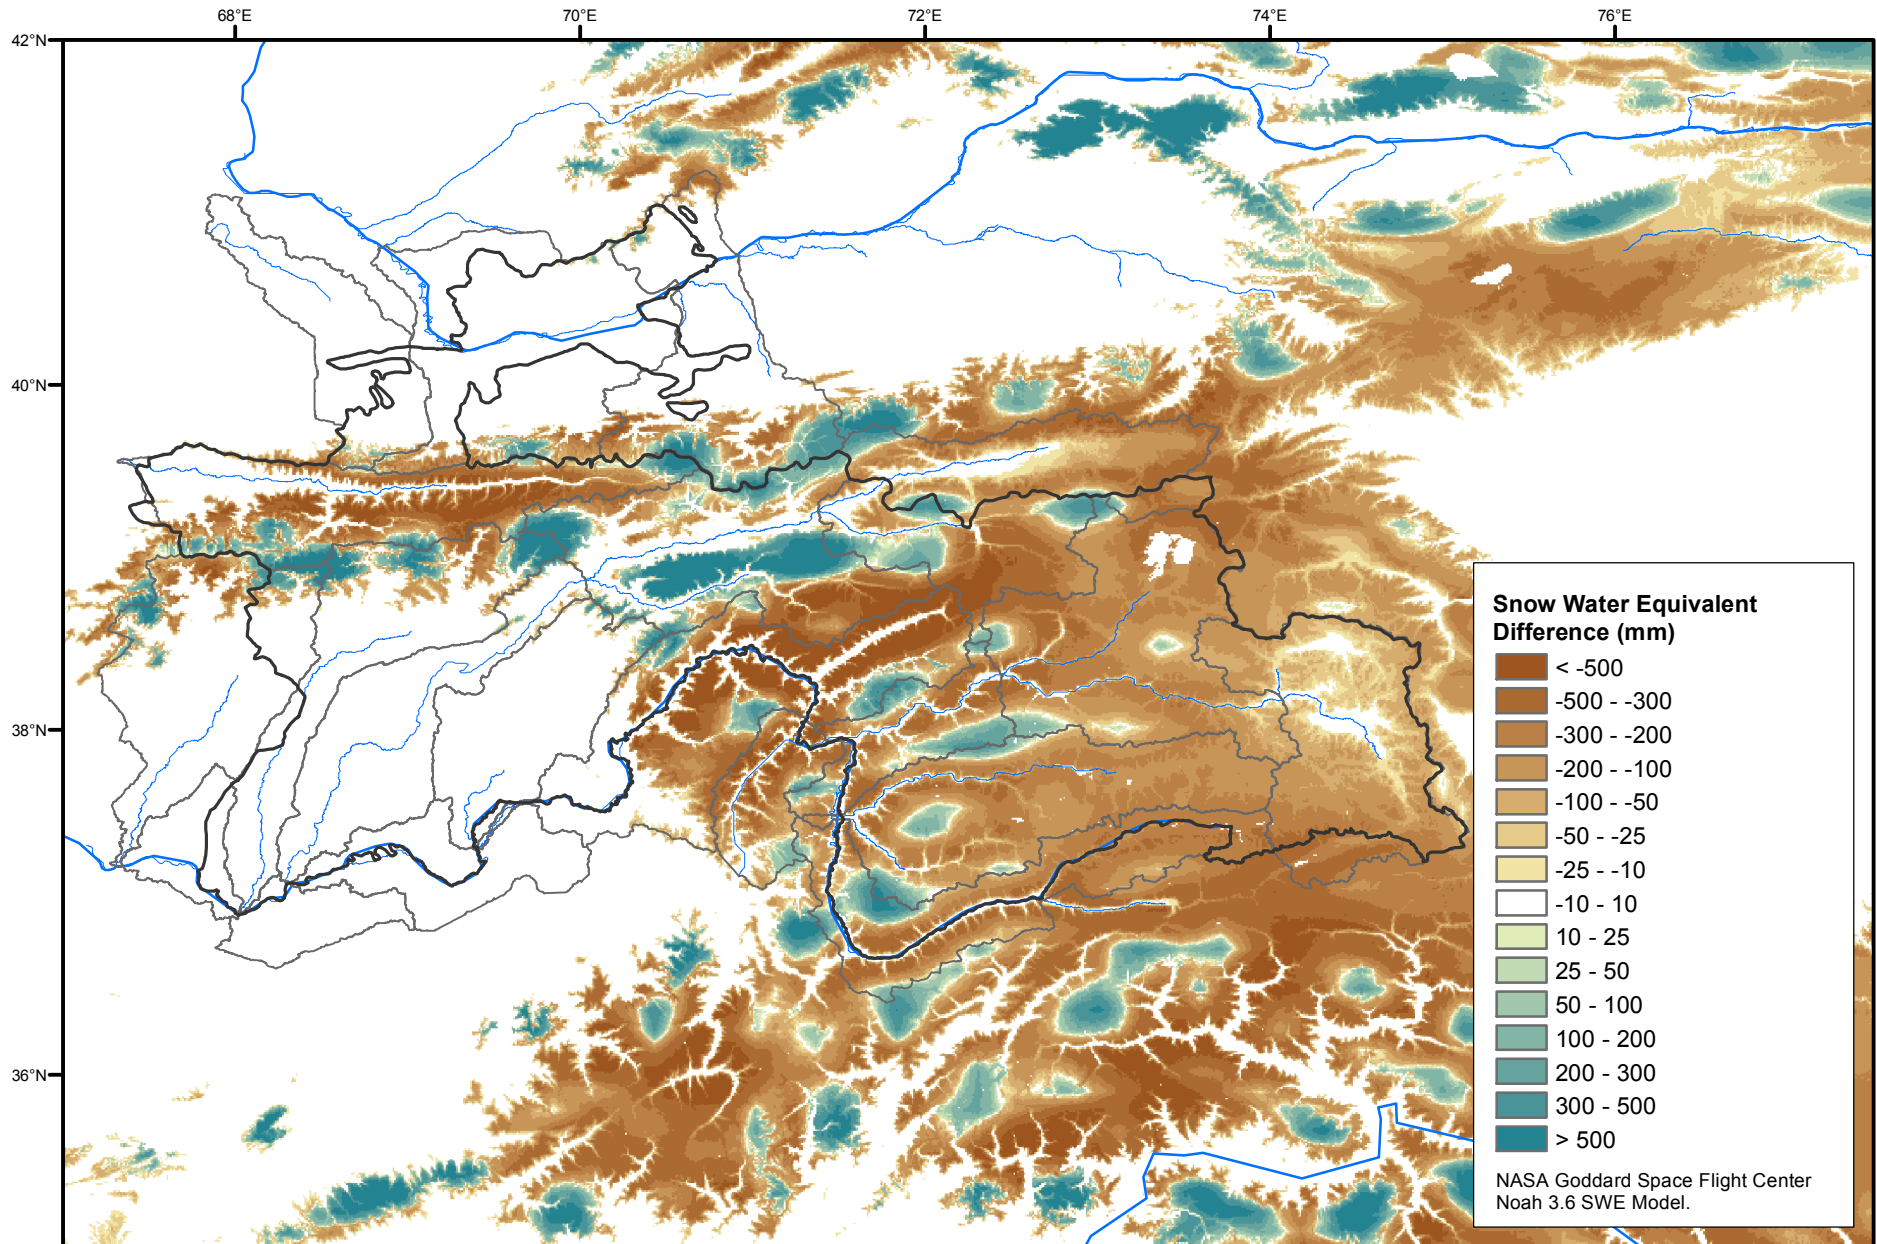 68°E
70°E
72°E
74°E
76°E
42°N
40°N
38°N
36°N
Snow Water Equivalent
Difference (mm)
< -500
-500 - -300
-300 - -200
-200 - -100
-100 - -50
-50 - -25
-25 - -10
-10 - 10
10 - 25
25 - 50
50 - 100
100 - 200
200 - 300
300 - 500
> 500
NASA Goddard Space Flight Center
Noah 3.6 SWE Model.